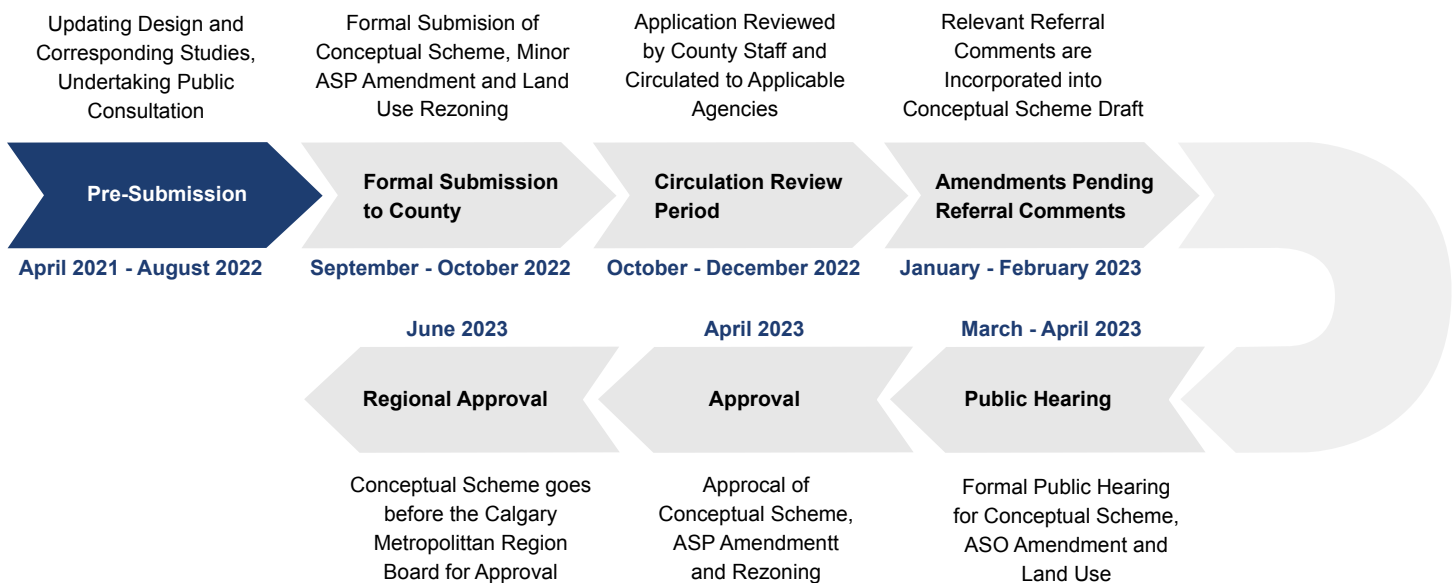 Updating Design and
Corresponding Studies,
Undertaking Public
Consultation
Pre-Submission
April 2021 - August 2022
Formal Submision of
Conceptual Scheme, Minor
ASP Amendment and Land
Use Rezoning
Formal Submission
to County
September - October 2022
Application Reviewed
by County Staff and
Circulated to Applicable
Agencies
Circulation Review
Period
October - December 2022
Relevant Referral
Comments are
Incorporated into
Conceptual Scheme Draft
Amendments Pending
Referral Comments
January - February 2023
March - April 2023
Public Hearing
Formal Public Hearing
for Conceptual Scheme,
ASO Amendment and
Land Use
April 2023
Approval
Approcal of
Conceptual Scheme,
ASP Amendmentt
and Rezoning
June 2023
Regional Approval
Conceptual Scheme goes
before the Calgary
Metropolittan Region
Board for Approval